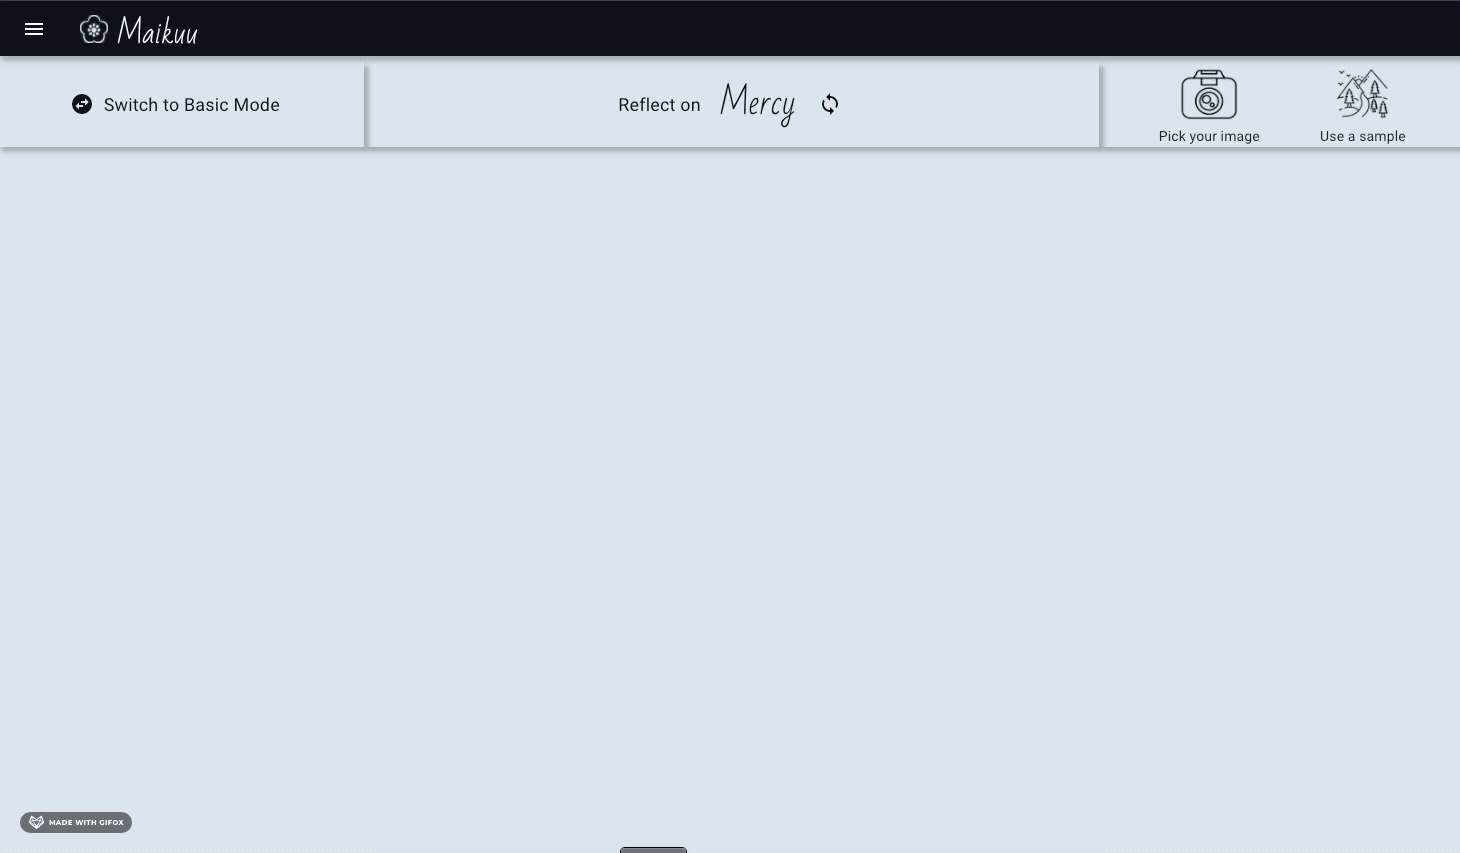 Maikuu
Switch to Basic Mode
Reflect on Mercy
Pick your image
Use a sample
MADE WITH GIFOX